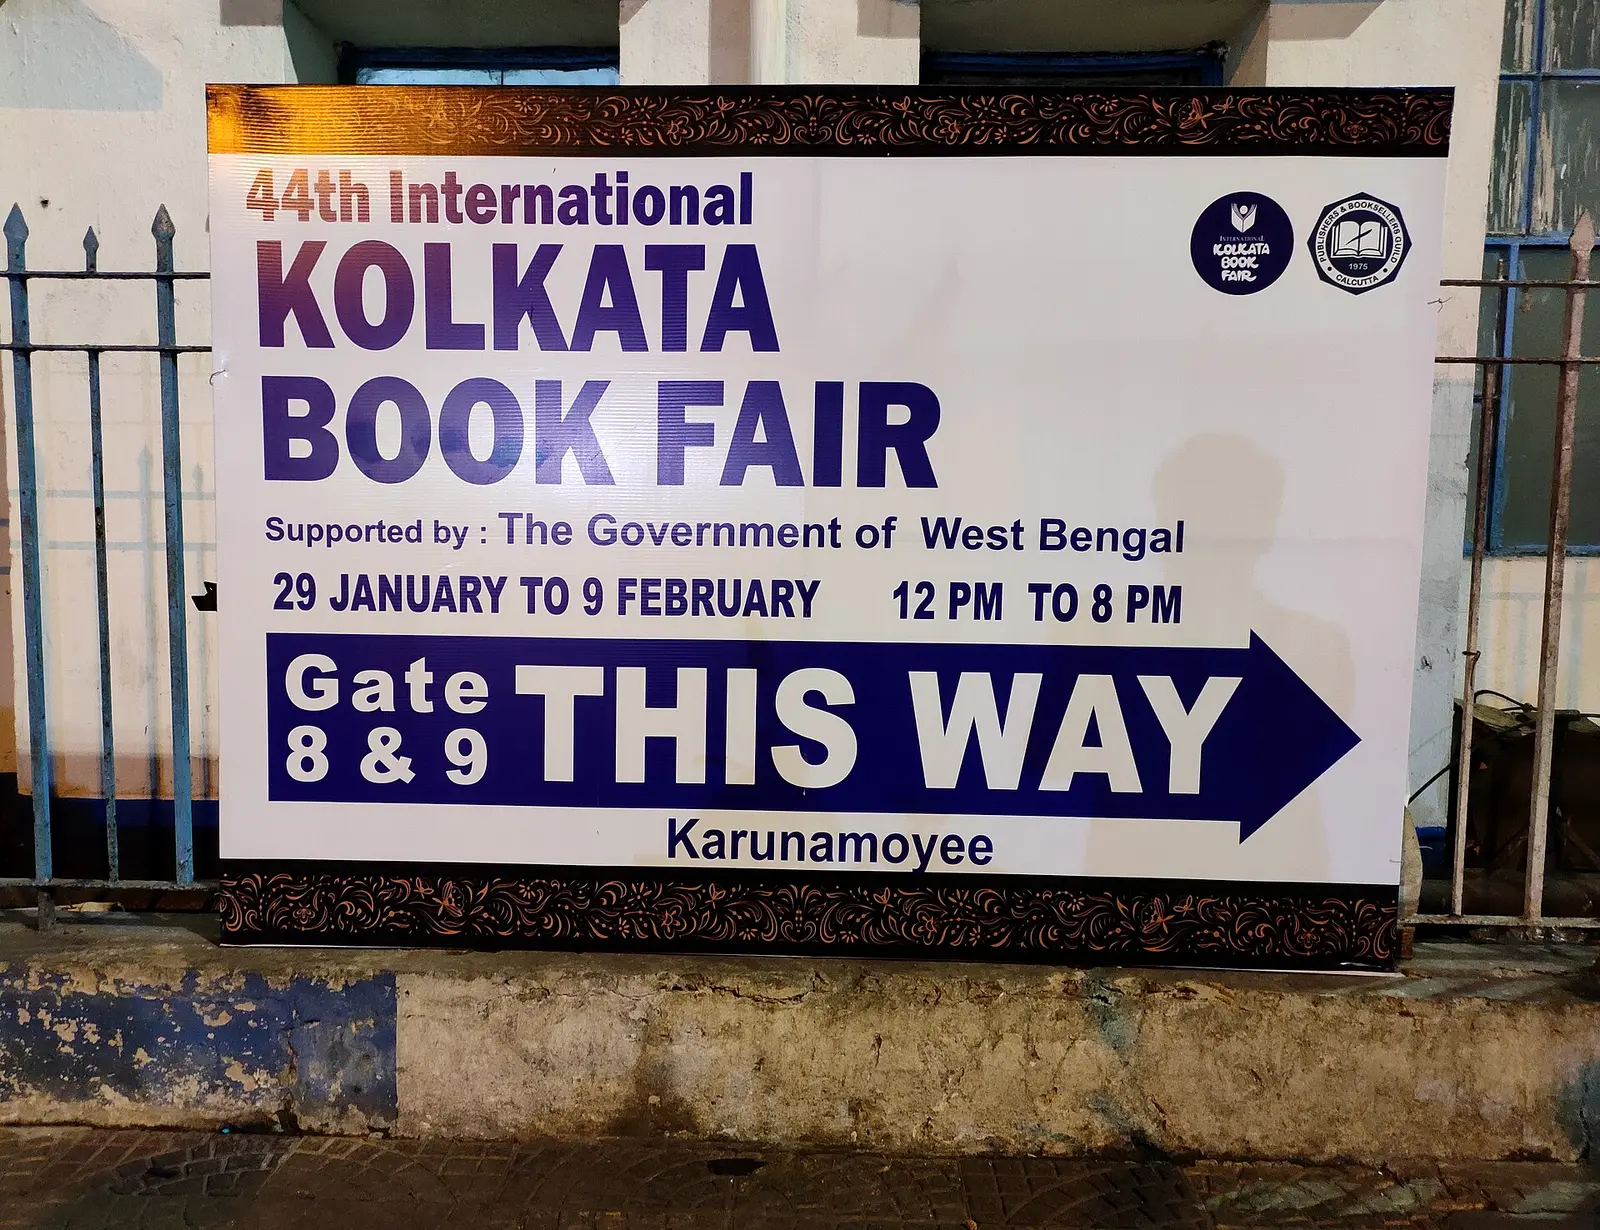 44th International
KOLKATA
BOOK FAIR
INTERNATIONAL
KOLKATA
BOOK
FAIR
PUBLISHERS & BOOKSELLERS GUILD
1975
CALCUTTA
Supported by : The Government of West Bengal
29 JANUARY TO 9 FEBRUARY 12 PM TO 8 PM
Gate
8 & 9
THIS WAY
Karunamoyee